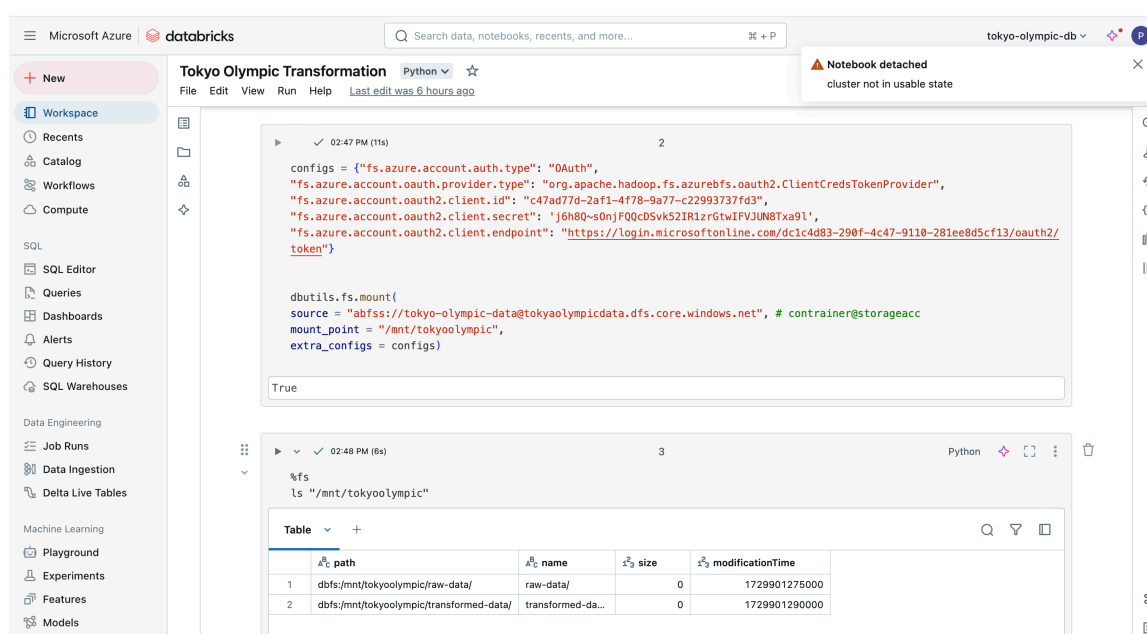 Microsoft Azure databricks
Search data, notebooks, recents, and more...
⌘ + P
tokyo-olympic-db
P
Notebook detached
cluster not in usable state
New
Workspace
Recents
Catalog
Workflows
Compute
SQL
SQL Editor
Queries
Dashboards
Alerts
Query History
SQL Warehouses
Data Engineering
Job Runs
Data Ingestion
Delta Live Tables
Machine Learning
Playground
Experiments
Features
Models
Tokyo Olympic Transformation Python
File Edit View Run Help Last edit was 6 hours ago
02:47 PM (11s)
2
configs = {"fs.azure.account.auth.type": "OAuth",
"fs.azure.account.oauth.provider.type": "org.apache.hadoop.fs.azurebfs.oauth2.ClientCredsTokenProvider",
"fs.azure.account.oauth2.client.id": "c47ad77d-2af1-4f78-9a77-c22993737fd3",
"fs.azure.account.oauth2.client.secret": 'j6h8Q~sOnjFQQcDSvk52IR1zrGtwIFVJUN8Txa9l',
"fs.azure.account.oauth2.client.endpoint": "https://login.microsoftonline.com/dc1c4d83-290f-4c47-9110-281ee8d5cf13/oauth2/
token"}
dbutils.fs.mount(
source = "abfss://tokyo-olympic-data@tokyaolympicdata.dfs.core.windows.net", # contrainer@storageacc
mount_point = "/mnt/tokyoolympic",
extra_configs = configs)
True
02:48 PM (6s)
3
Python
%fs
ls "/mnt/tokyoolympic"
Table
path name size modificationTime
1 dbfs:/mnt/tokyoolympic/raw-data/ raw-data/ 0 1729901275000
2 dbfs:/mnt/tokyoolympic/transformed-data/ transformed-da... 0 1729901290000